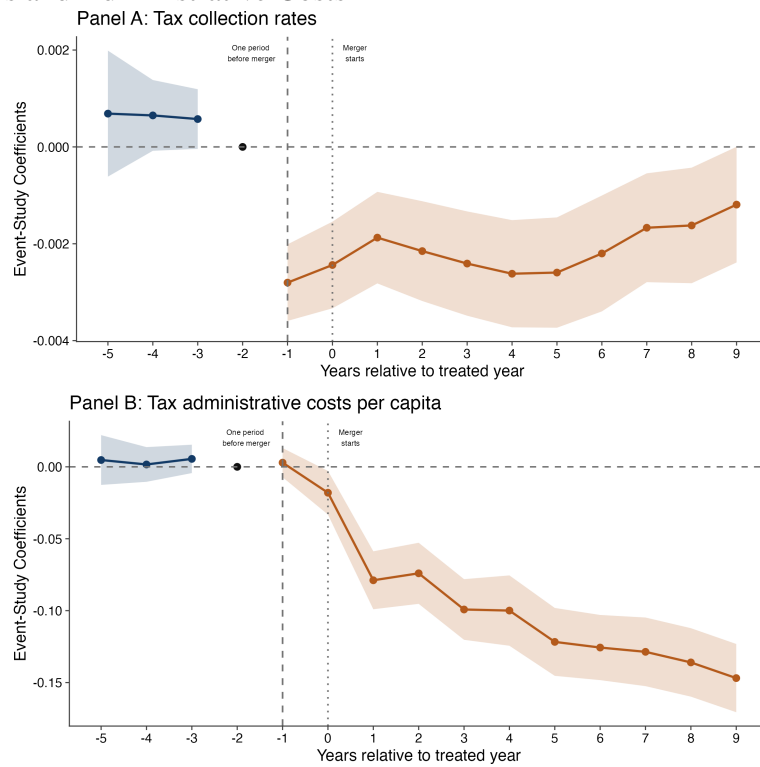 Panel A: Tax collection rates
One period
before merger
Merger
starts
0.002
0.000
-0.002
-0.004
Event-Study Coefficients
-5 -4 -3 -2 -1 0 1 2 3 4 5 6 7 8 9
Years relative to treated year
Panel B: Tax administrative costs per capita
One period
before merger
Merger
starts
0.00
-0.05
-0.10
-0.15
Event-Study Coefficients
-5 -4 -3 -2 -1 0 1 2 3 4 5 6 7 8 9
Years relative to treated year